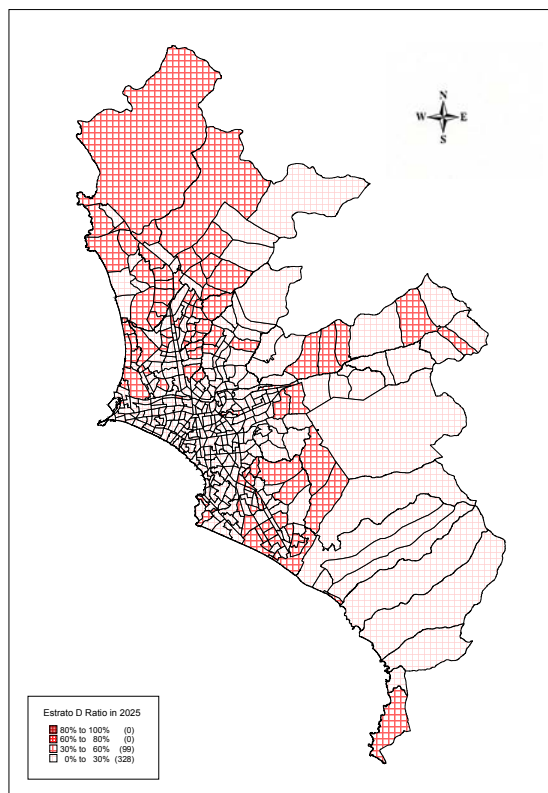 N
W E
S
Estrato D Ratio in 2025
80% to 100% (0)
60% to 80% (0)
30% to 60% (99)
0% to 30% (328)